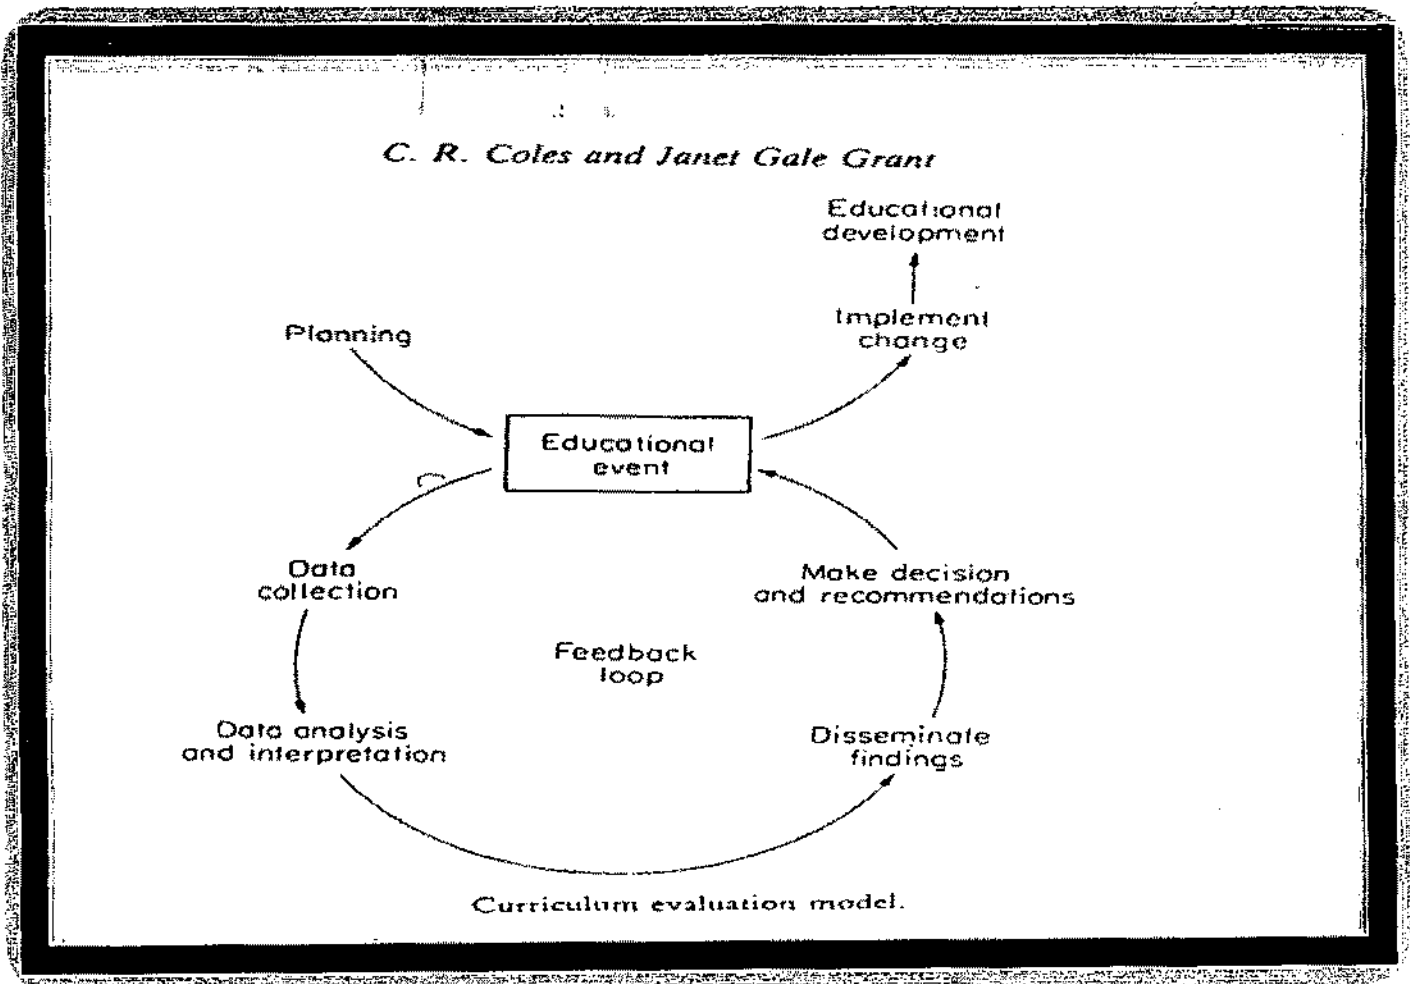 C. R. Coles and Janet Gale Grant
Educational
development
Implement
change
Planning
Educational
event
Data
collection
Make decision
and recommendations
Feedback
loop
Data analysis
and interpretation
Disseminate
findings
Curriculum evaluation model.